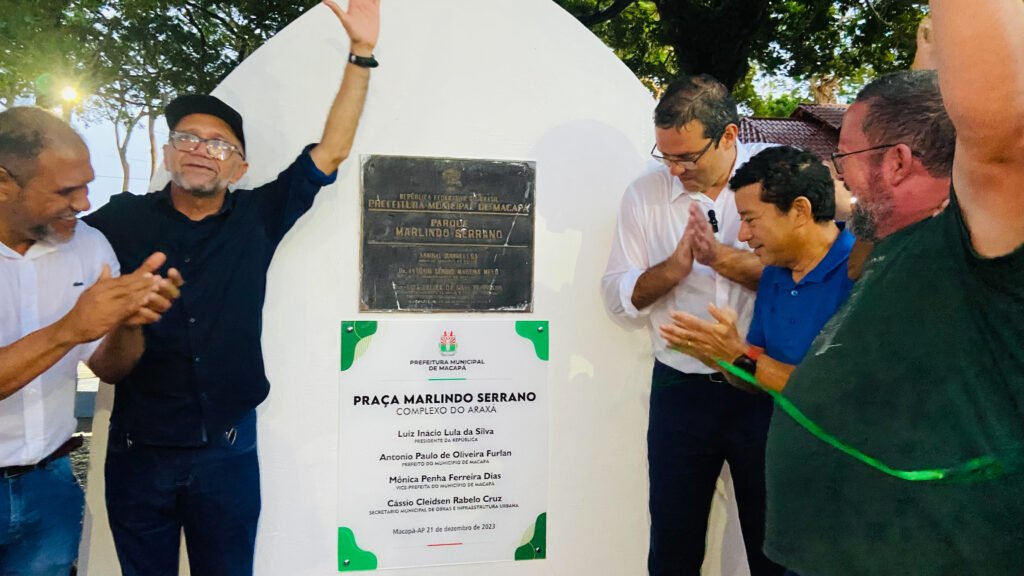 REPÚBLICA FEDERATIVA DO BRASIL
PREFEITURA MUNICIPAL DE MACAPÁ
PARQUE
MARLINDO SERRANO
PREFEITURA MUNICIPAL
DE MACAPÁ
PRAÇA MARLINDO SERRANO
COMPLEXO DO ARAXÁ
Luiz Inácio Lula da Silva
PRESIDENTE DA REPÚBLICA
Antonio Paulo de Oliveira Furlan
PREFEITO DO MUNICÍPIO DE MACAPÁ
Mônica Penha Ferreira Dias
VICE-PREFEITA DO MUNICÍPIO DE MACAPÁ
Cássio Cleidsen Rabelo Cruz
SECRETÁRIO MUNICIPAL DE OBRAS E INFRAESTRUTURA URBANA
Macapá-AP 21 de dezembro de 2023